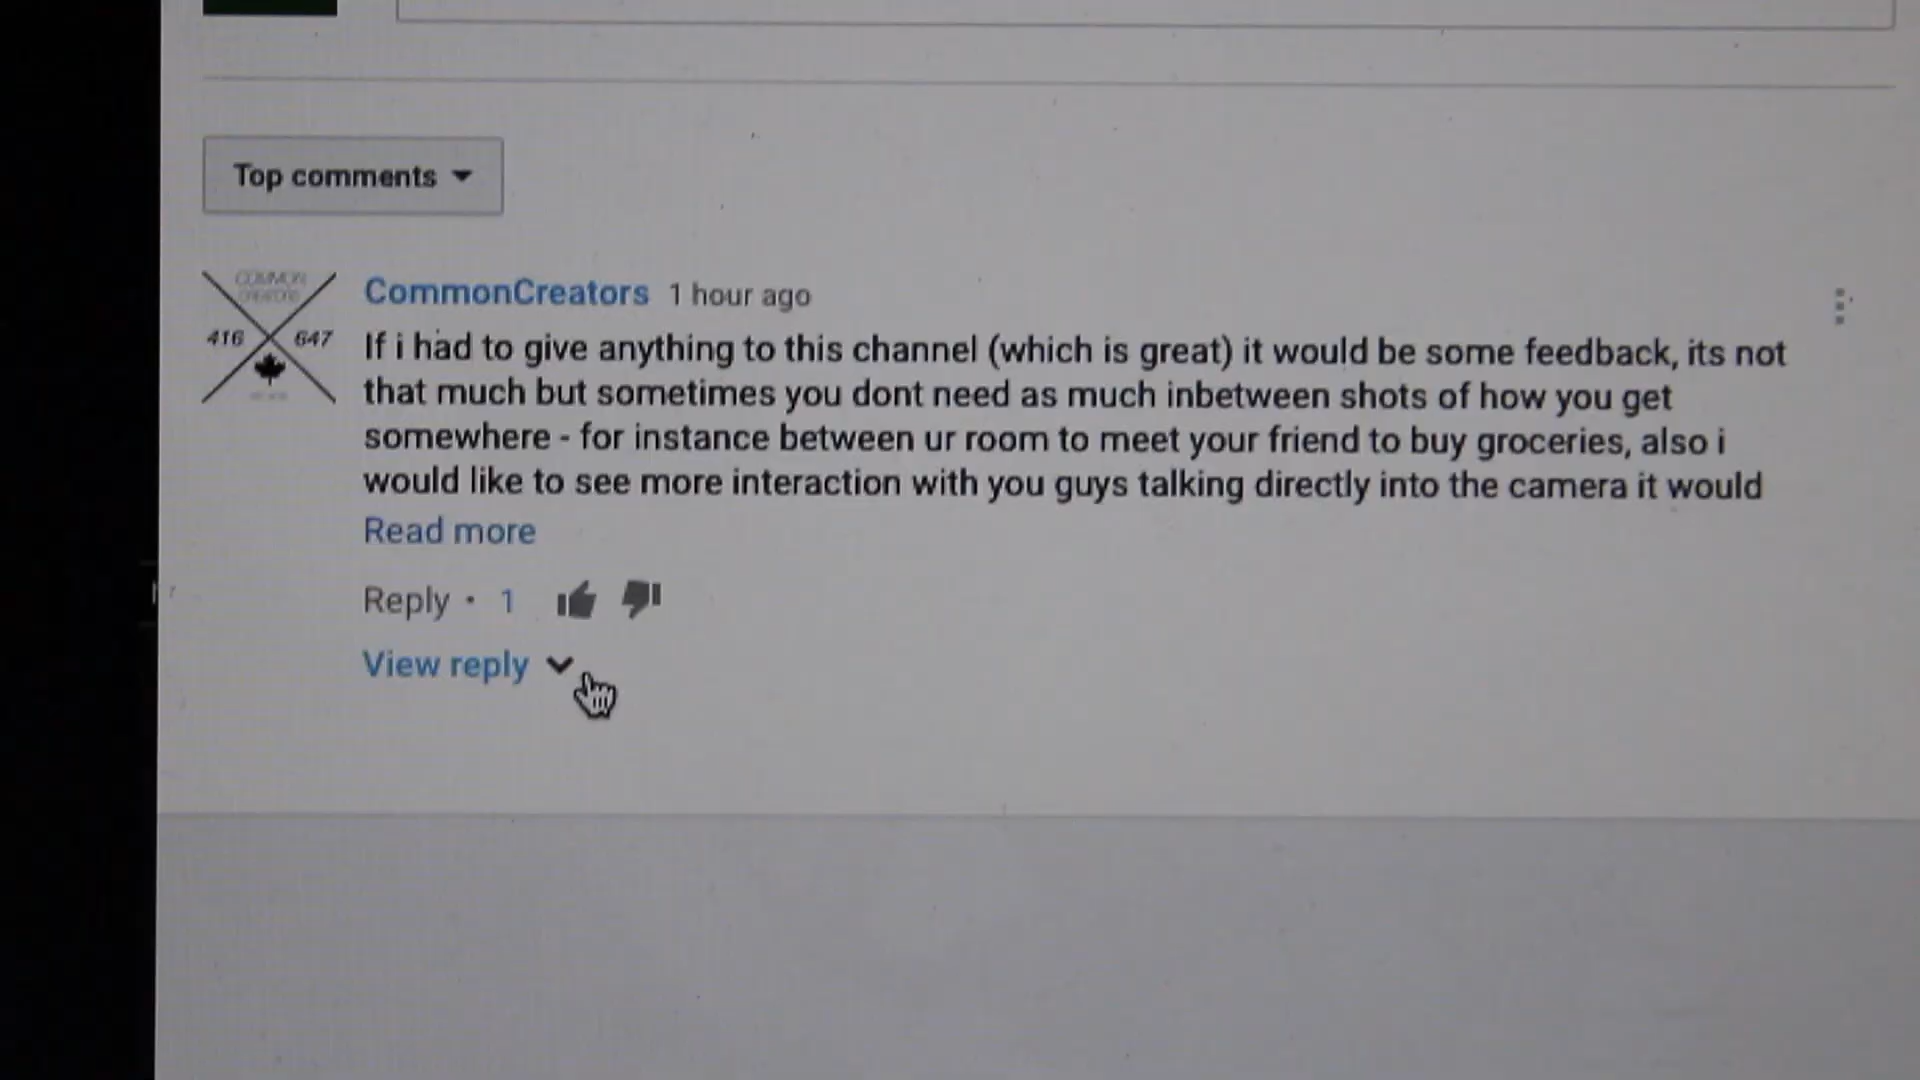 Top comments
COMMON
CREATORS
416 647
CommonCreators 1 hour ago
If i had to give anything to this channel (which is great) it would be some feedback, its not
that much but sometimes you dont need as much inbetween shots of how you get
somewhere - for instance between ur room to meet your friend to buy groceries, also i
would like to see more interaction with you guys talking directly into the camera it would
Read more
Reply · 1
View reply